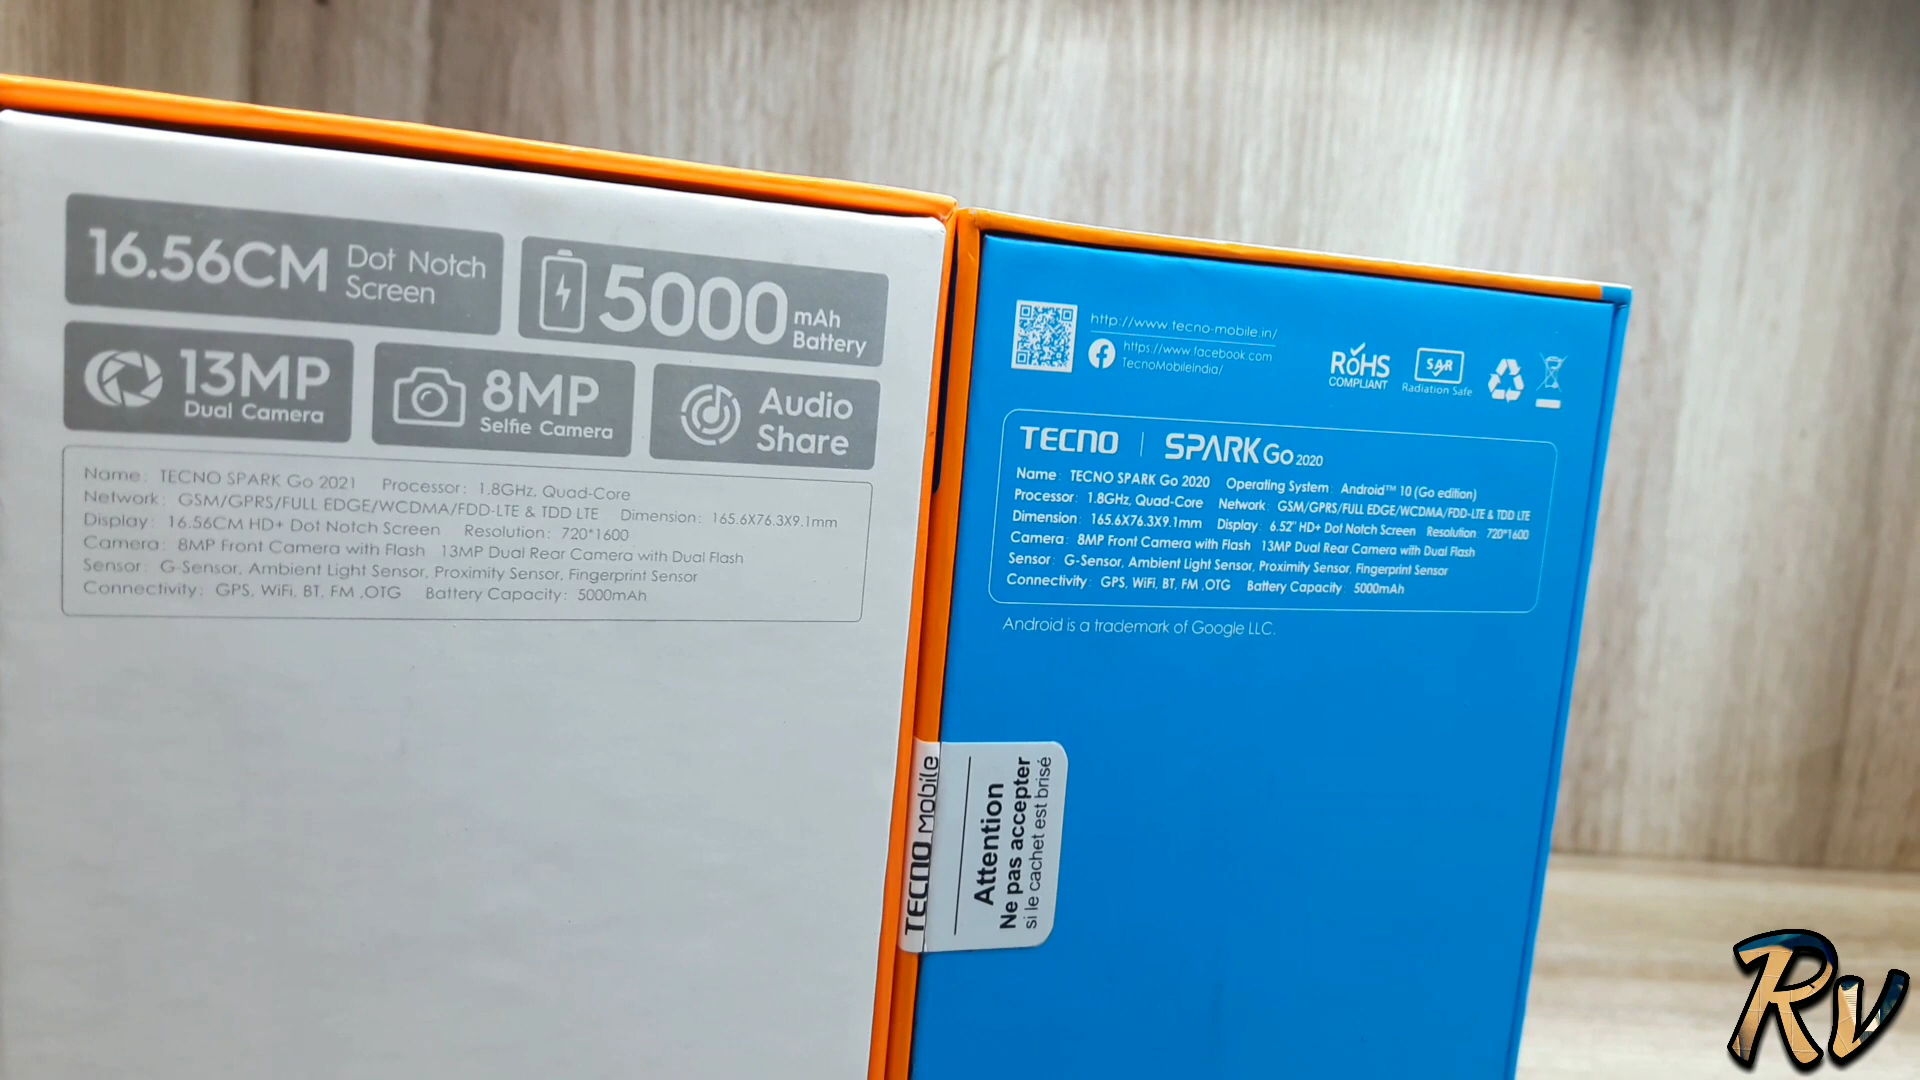 16.56CM Dot Notch
Screen
5000 mAh
Battery
13MP
Dual Camera
8MP
Selfie Camera
Audio
Share
Name: TECNO SPARK Go 2021 Processor: 1.8GHz, Quad-Core
Network: GSM/GPRS/FULL EDGE/WCDMA/FDD-LTE & TDD LTE Dimension: 165.6X76.3X9.1mm
Display: 16.56CM HD+ Dot Notch Screen Resolution: 720*1600
Camera: 8MP Front Camera with Flash 13MP Dual Rear Camera with Dual Flash
Sensor: G-Sensor, Ambient Light Sensor, Proximity Sensor, Fingerprint Sensor
Connectivity: GPS, WiFi, BT, FM ,OTG Battery Capacity: 5000mAh
http://www.tecno-mobile.in/
https://www.facebook.com
TecnoMobileIndia/
RoHS
COMPLIANT
SAR
Radiation Safe
TECNO | SPARK Go 2020
Name: TECNO SPARK Go 2020 Operating System: Android™ 10 (Go edition)
Processor: 1.8GHz, Quad-Core Network: GSM/GPRS/FULL EDGE/WCDMA/FDD-LTE & TDD LTE
Dimension: 165.6X76.3X9.1mm Display: 6.52" HD+ Dot Notch Screen Resolution: 720*1600
Camera: 8MP Front Camera with Flash 13MP Dual Rear Camera with Dual Flash
Sensor: G-Sensor, Ambient Light Sensor, Proximity Sensor, Fingerprint Sensor
Connectivity: GPS, WiFi, BT, FM ,OTG Battery Capacity: 5000mAh
Android is a trademark of Google LLC.
TECNO Mobile
Attention
Ne pas accepter
si le cachet est brisé
Rv